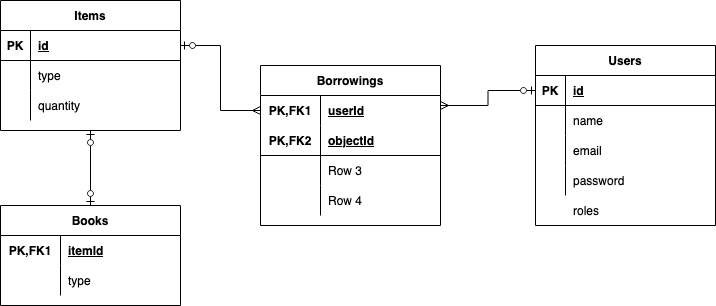 Items
PK id
type
quantity
Borrowings
PK,FK1 userId
PK,FK2 objectId
Row 3
Row 4
Users
PK id
name
email
password
roles
Books
PK,FK1 itemId
type